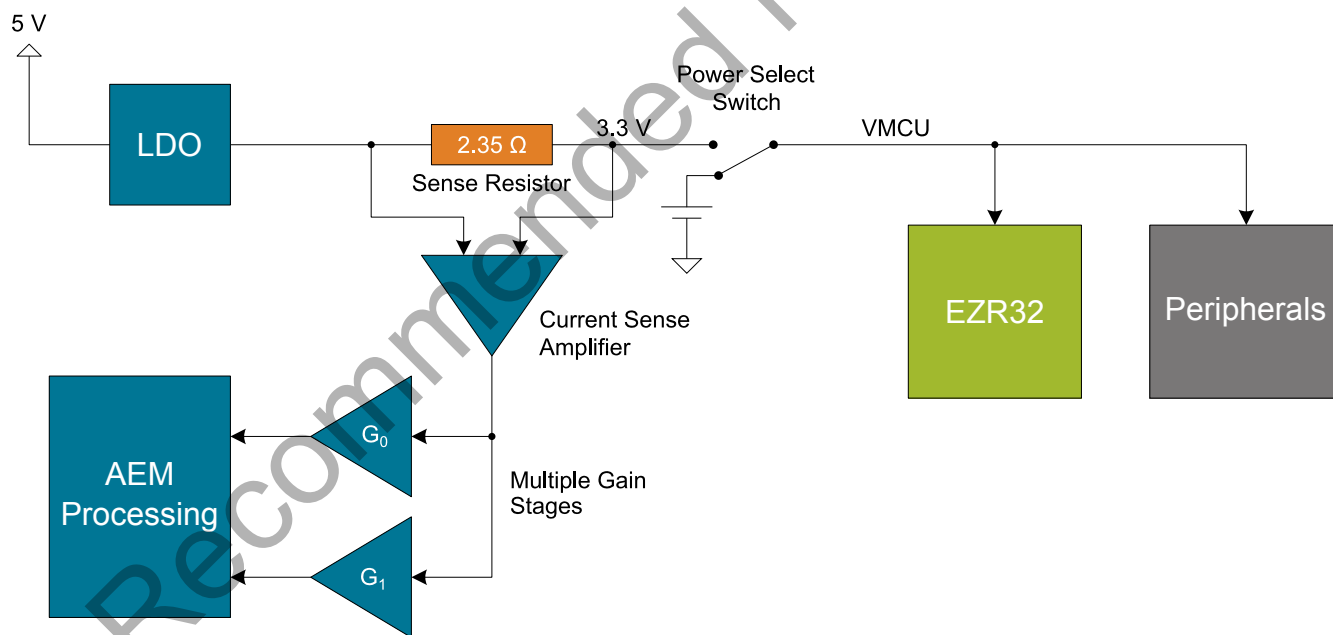 5 V
LDO
2.35 Ω
Sense Resistor
3.3 V
Power Select
Switch
VMCU
EZR32
Peripherals
Current Sense
Amplifier
G0
G1
Multiple Gain
Stages
AEM
Processing
Recommended